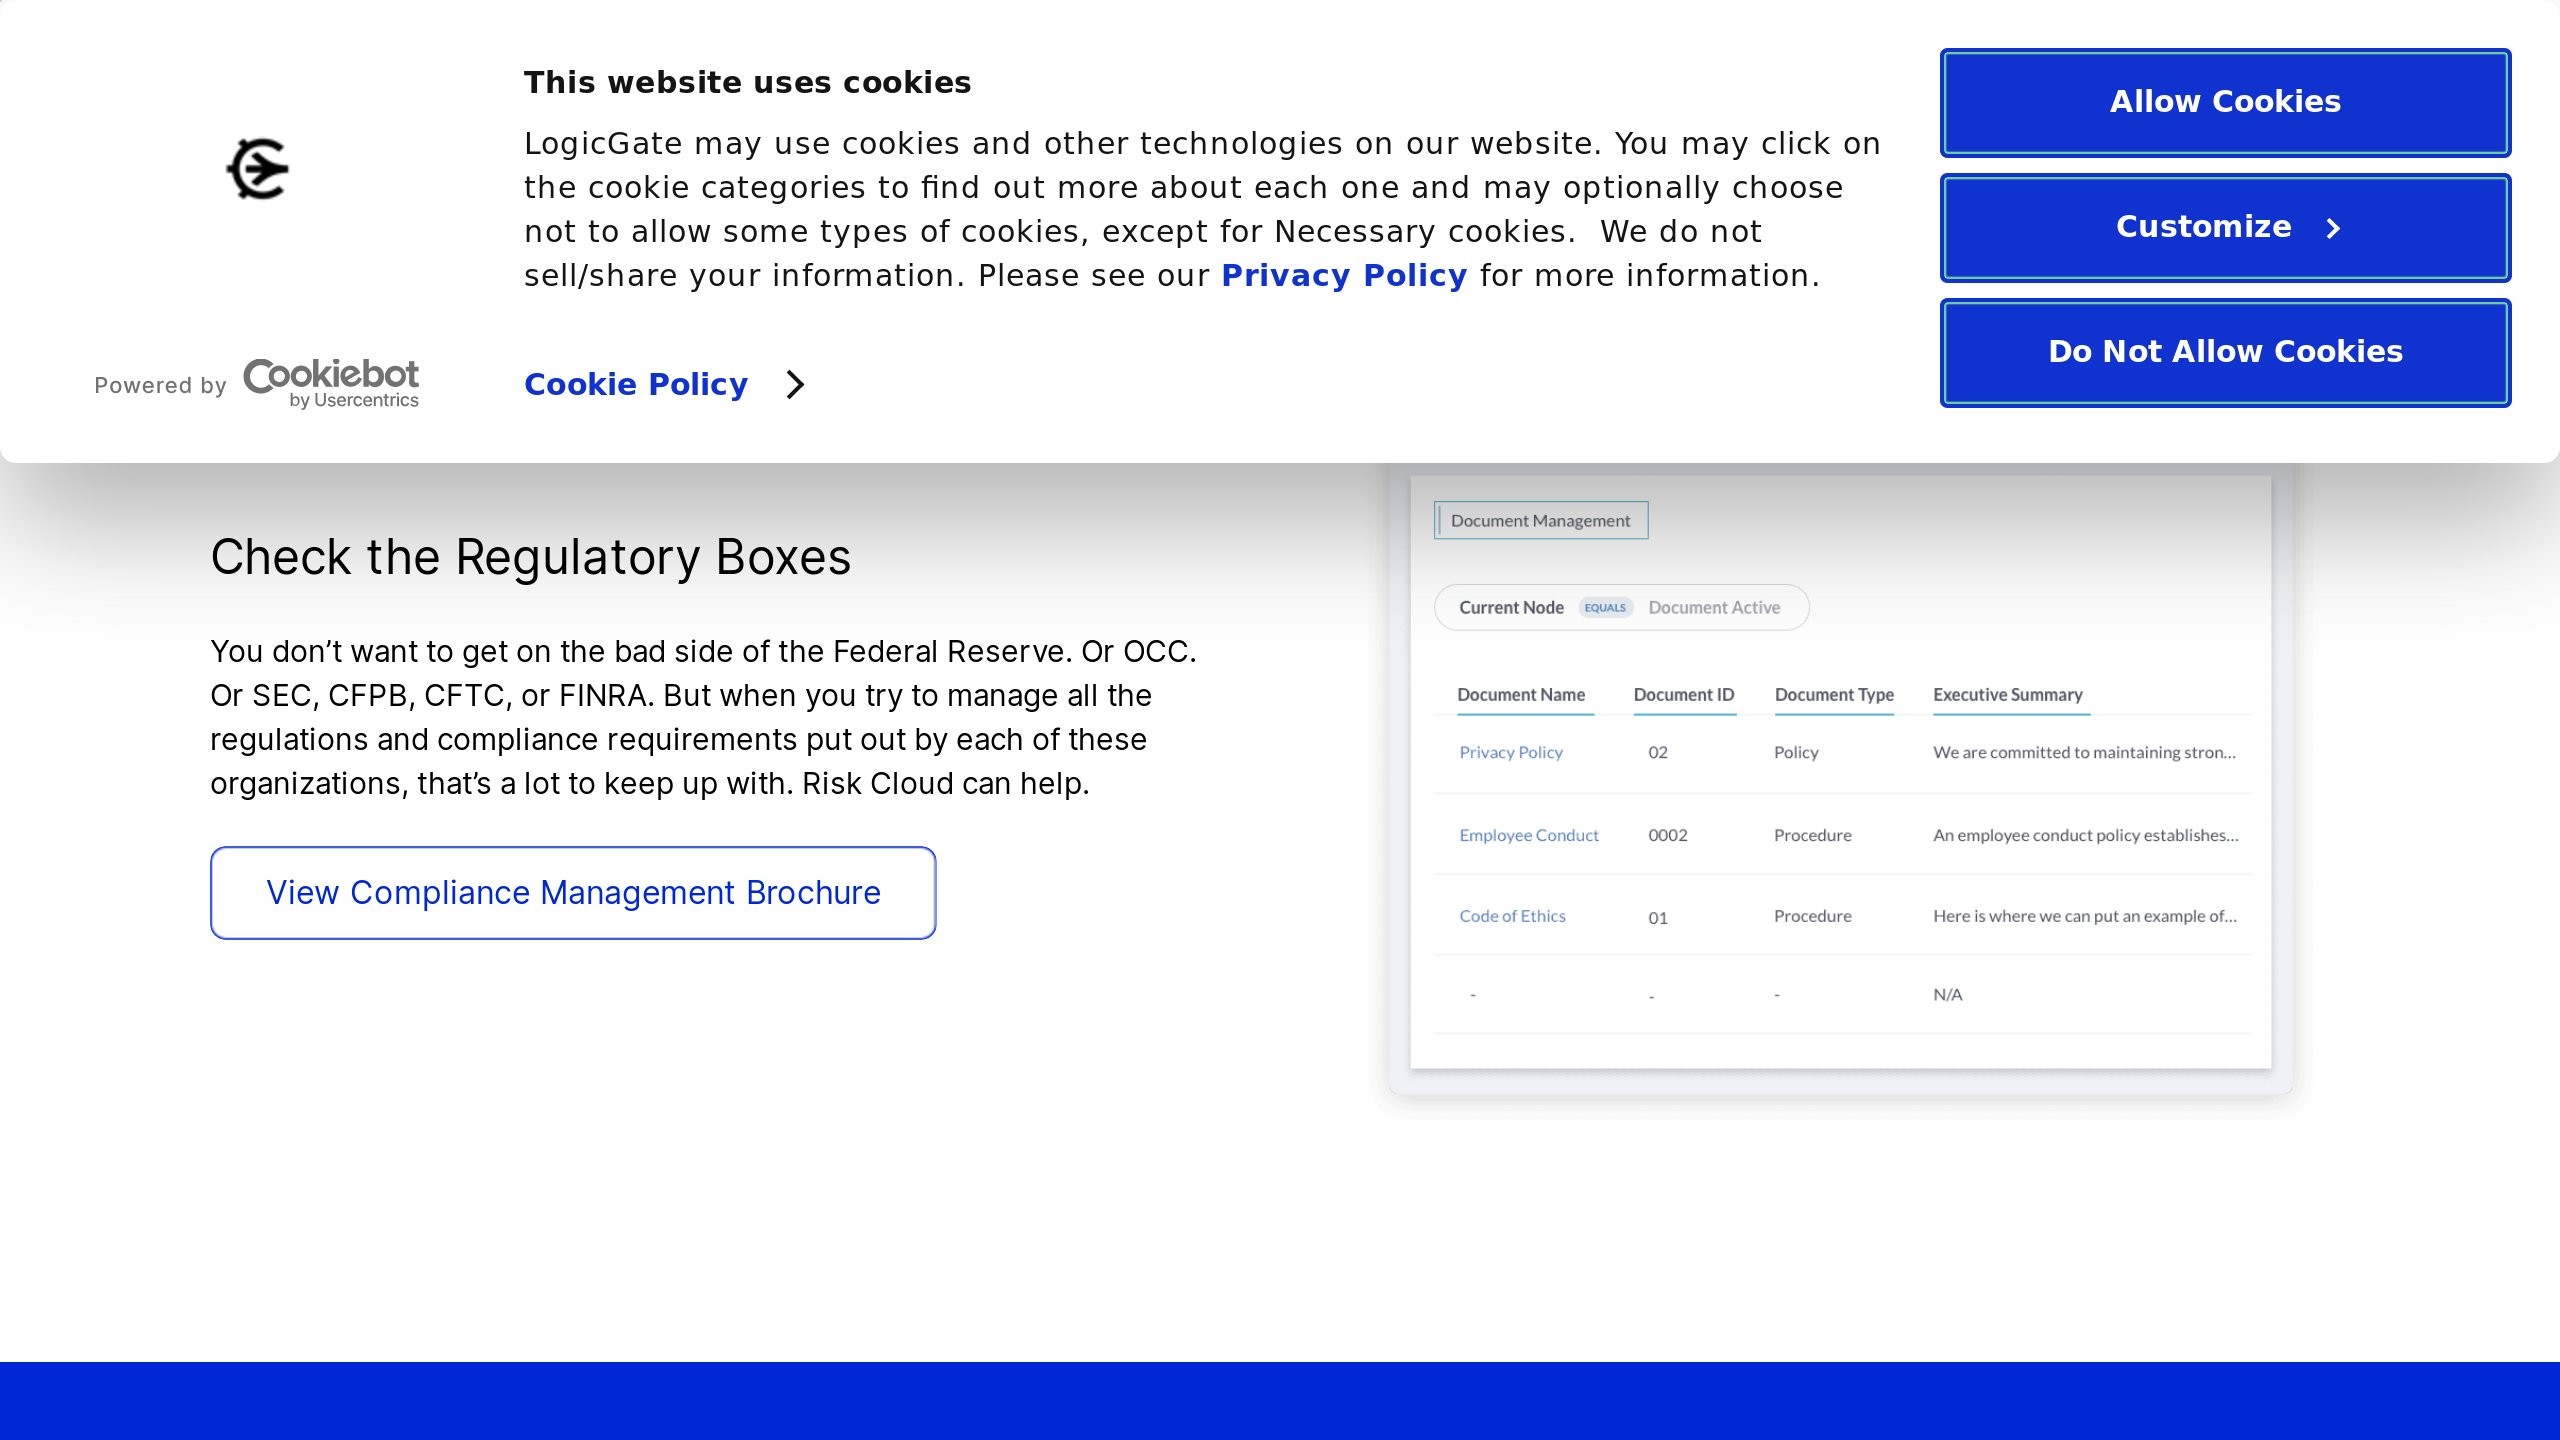 This website uses cookies
LogicGate may use cookies and other technologies on our website. You may click on
the cookie categories to find out more about each one and may optionally choose
not to allow some types of cookies, except for Necessary cookies.  We do not
sell/share your information. Please see our Privacy Policy for more information.
Powered by Cookiebot
by Usercentrics
Cookie Policy
Allow Cookies
Customize
Do Not Allow Cookies
Check the Regulatory Boxes
You don’t want to get on the bad side of the Federal Reserve. Or OCC.
Or SEC, CFPB, CFTC, or FINRA. But when you try to manage all the
regulations and compliance requirements put out by each of these
organizations, that’s a lot to keep up with. Risk Cloud can help.
View Compliance Management Brochure
Document Management
Current Node EQUALS Document Active
Document Name Document ID Document Type Executive Summary
Privacy Policy 02 Policy We are committed to maintaining stron...
Employee Conduct 0002 Procedure An employee conduct policy establishes...
Code of Ethics 01 Procedure Here is where we can put an example of...
- - - N/A